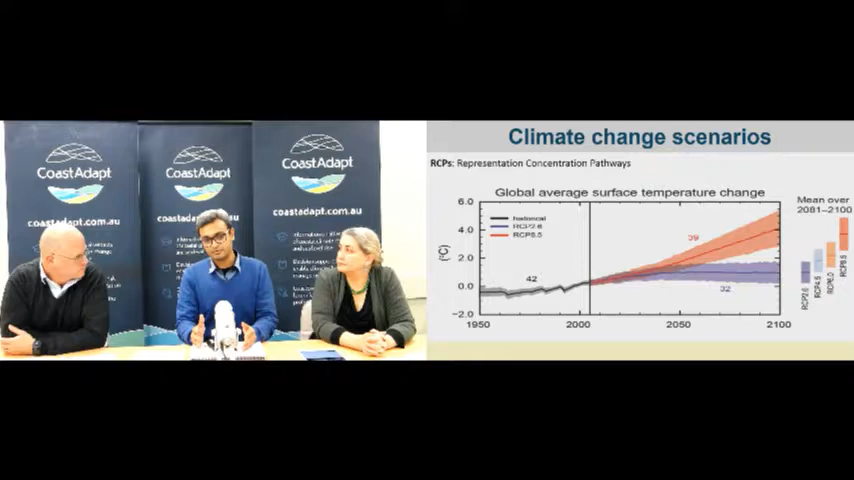 CoastAdapt
CoastAdapt
CoastAdapt
coastadapt.com.au
coastada
coastadapt.com.au
Climate change scenarios
RCPs: Representation Concentration Pathways
Global average surface temperature change
(°C)
6.0
4.0
2.0
0.0
−2.0
historical
RCP2.6
RCP8.5
42
39
32
1950
2000
2050
2100
Mean over
2081–2100
RCP2.6
RCP4.5
RCP6.0
RCP8.5